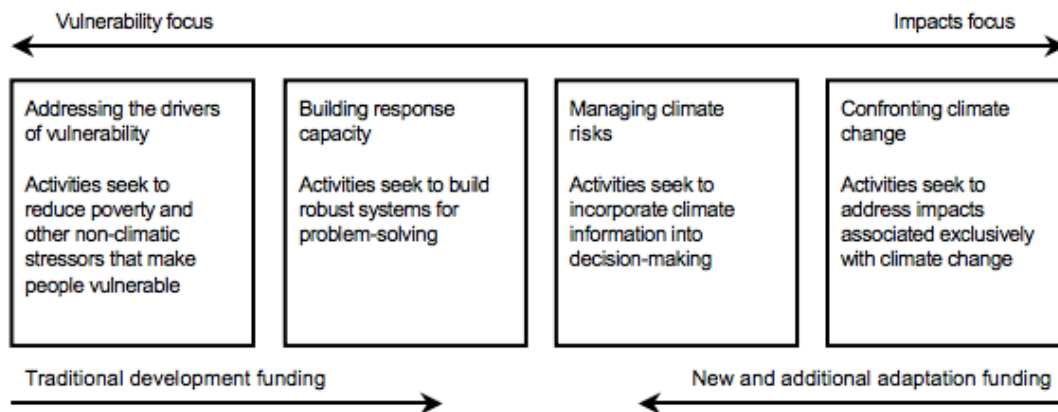 Vulnerability focus
Impacts focus
Addressing the drivers
of vulnerability
Activities seek to
reduce poverty and
other non-climatic
stressors that make
people vulnerable
Building response
capacity
Activities seek to build
robust systems for
problem-solving
Managing climate
risks
Activities seek to
incorporate climate
information into
decision-making
Confronting climate
change
Activities seek to
address impacts
associated exclusively
with climate change
Traditional development funding
New and additional adaptation funding